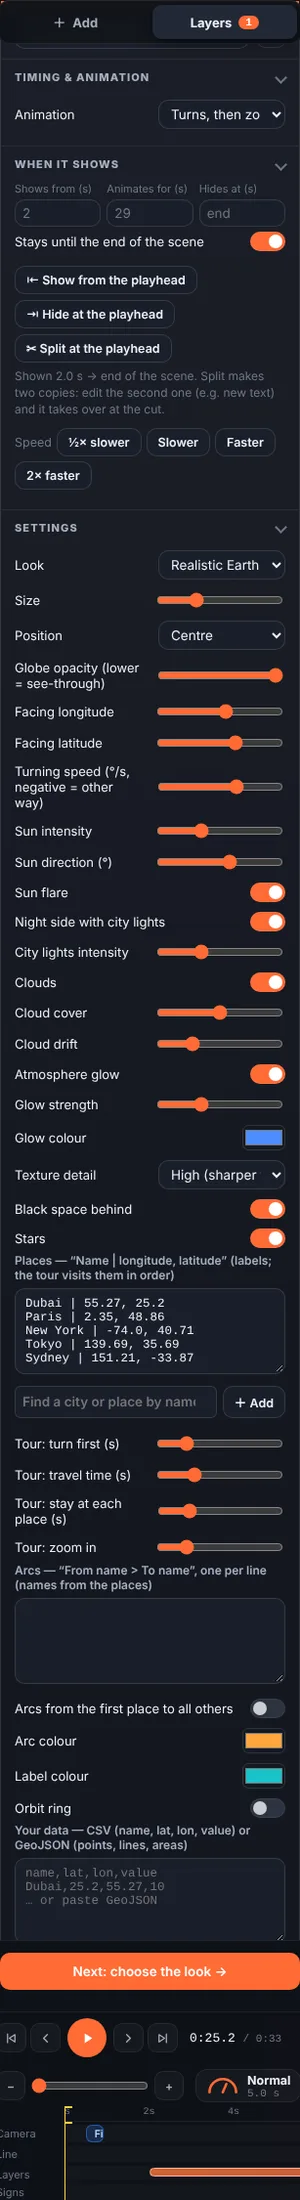 + Add
Layers 1
TIMING & ANIMATION
Animation
Turns, then zo
WHEN IT SHOWS
Shows from (s)
Animates for (s)
Hides at (s)
2
29
end
Stays until the end of the scene
⇤ Show from the playhead
⇥ Hide at the playhead
✂ Split at the playhead
Shown 2.0 s → end of the scene. Split makes
two copies: edit the second one (e.g. new text)
and it takes over at the cut.
Speed
½× slower
Slower
Faster
2× faster
SETTINGS
Look
Realistic Earth
Size
Position
Centre
Globe opacity (lower
= see-through)
Facing longitude
Facing latitude
Turning speed (°/s,
negative = other
way)
Sun intensity
Sun direction (°)
Sun flare
Night side with city lights
City lights intensity
Clouds
Cloud cover
Cloud drift
Atmosphere glow
Glow strength
Glow colour
Texture detail
High (sharper
Black space behind
Stars
Places — “Name | longitude, latitude” (labels;
the tour visits them in order)
Dubai | 55.27, 25.2
Paris | 2.35, 48.86
New York | -74.0, 40.71
Tokyo | 139.69, 35.69
Sydney | 151.21, -33.87
Find a city or place by name
+ Add
Tour: turn first (s)
Tour: travel time (s)
Tour: stay at each
place (s)
Tour: zoom in
Arcs — “From name > To name”, one per line
(names from the places)
Arcs from the first place to all others
Arc colour
Label colour
Orbit ring
Your data — CSV (name, lat, lon, value) or
GeoJSON (points, lines, areas)
name,lat,lon,value
Dubai,25.2,55.27,10
… or paste GeoJSON
Next: choose the look →
0:25.2 / 0:33
Normal
5.0 s
2s
4s
Camera
Fi
Line
Layers
Signs